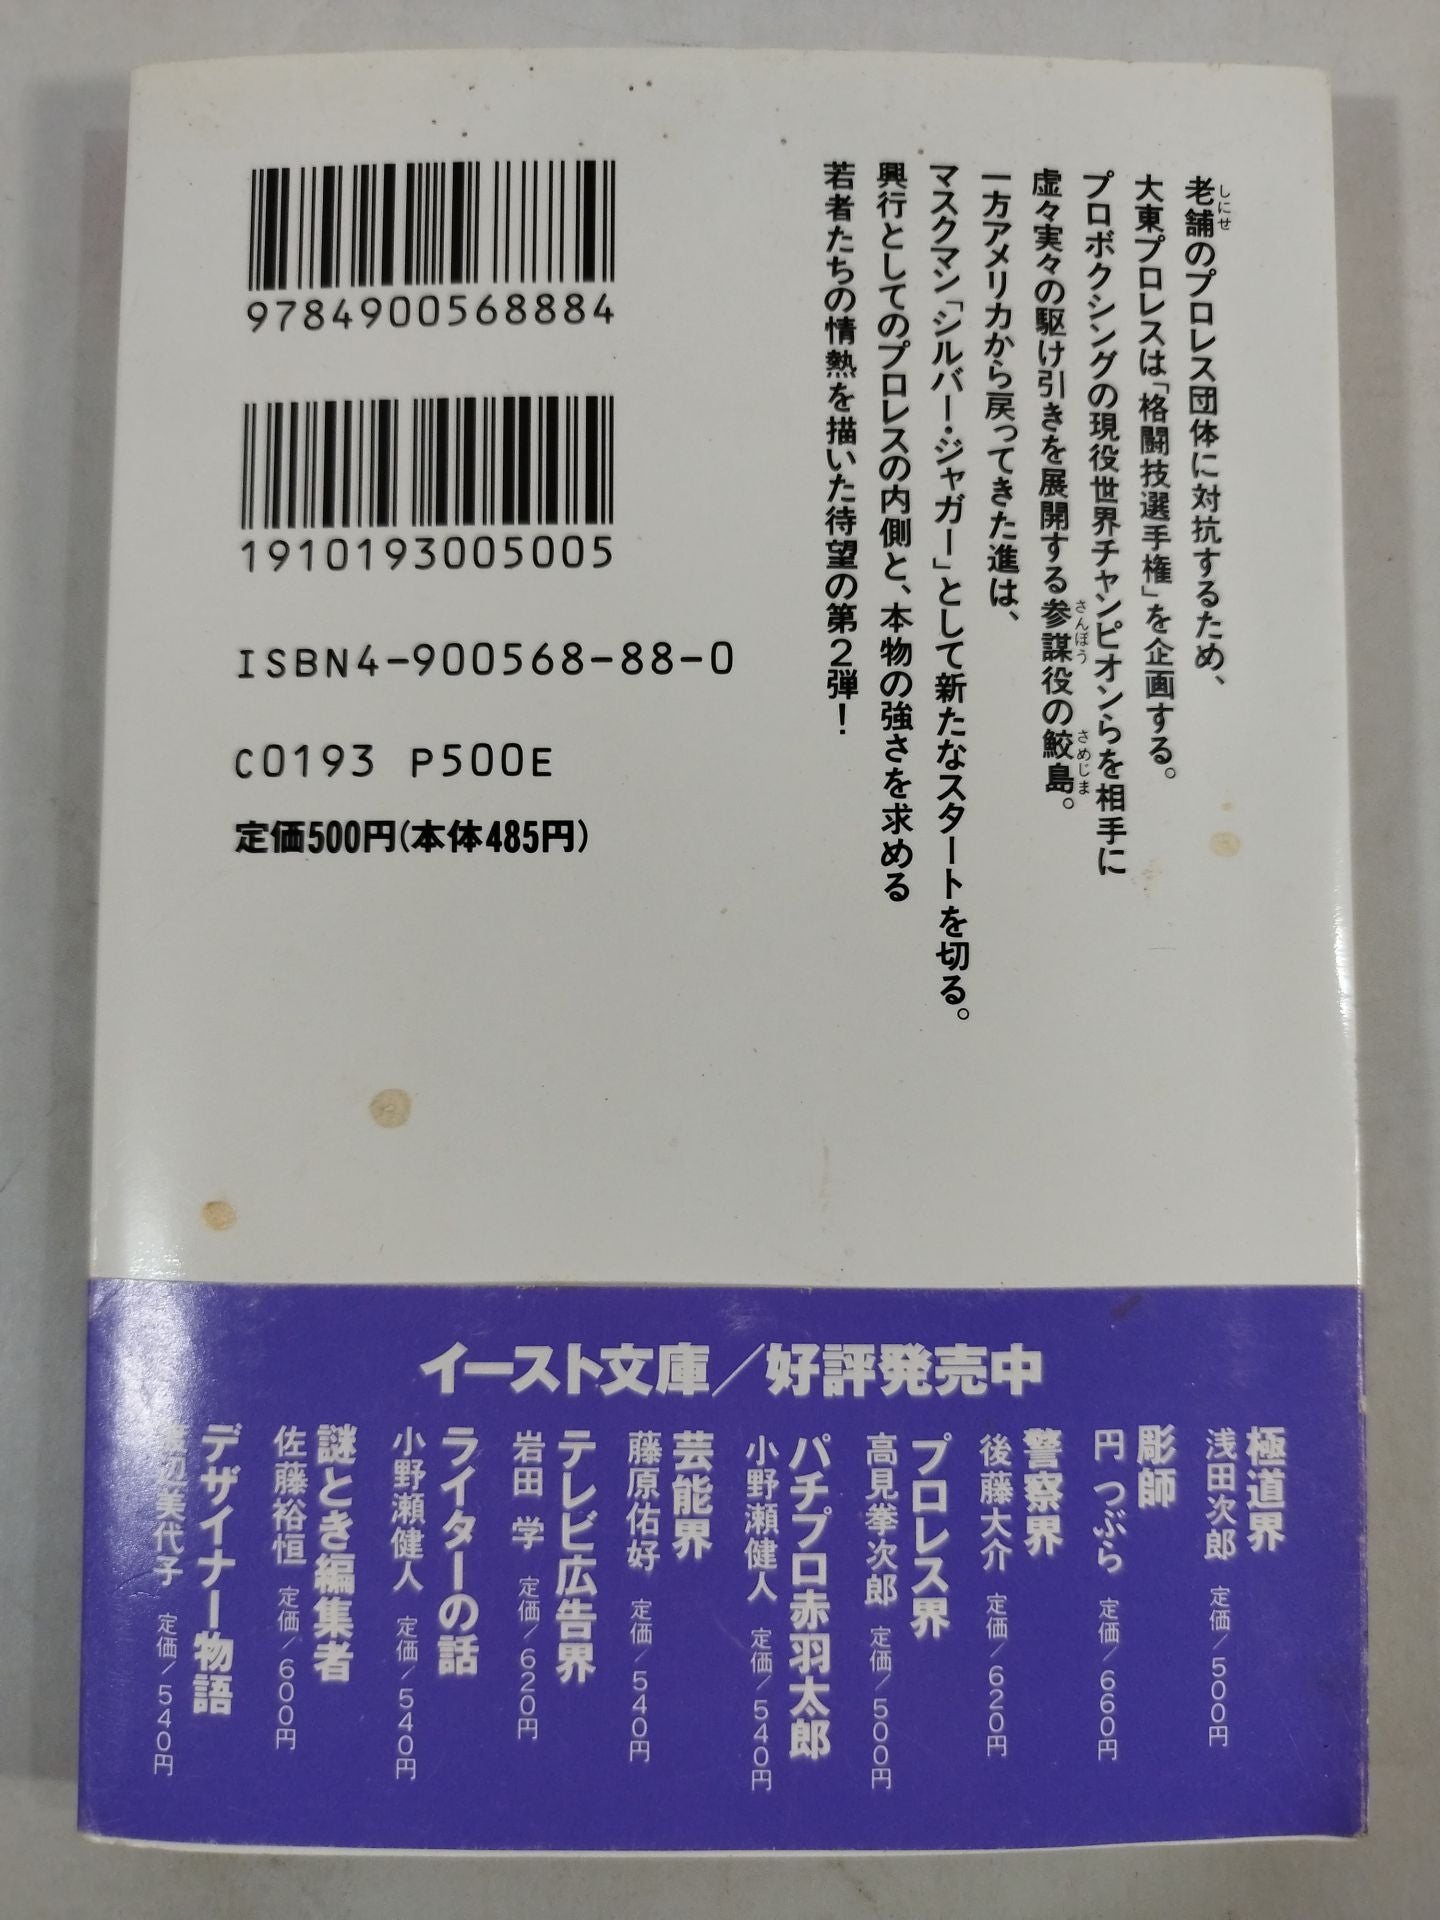 老舗のプロレス団体に対抗するため、
しにせ
大東プロレスは「格闘技選手権」を企画する。
プロボクシングの現役世界チャンピオンらを相手に
虚々実々の駆け引きを展開する参謀役の鮫島。
さんぼう
さめじま
一方アメリカから戻ってきた進は、
マスクマン「シルバー・ジャガー」として新たなスタートを切る。
興行としてのプロレスの内側と、本物の強さを求める
若者たちの情熱を描いた待望の第2弾!
9784900568884
1910193005005
ISBN4-900568-88-0
C0193 P500E
定価500円(本体485円)
イースト文庫/好評発売中
極道界
浅田次郎 定価/500円
彫師
円 つぶら 定価/660円
警察界
後藤大介 定価/620円
プロレス界
高見拳次郎 定価/500円
パチプロ赤羽太郎
小野瀬健人 定価/540円
芸能界
藤原佑好 定価/540円
テレビ広告界
岩田 学 定価/620円
ライターの話
小野瀬健人 定価/540円
謎とき編集者
佐藤裕恒 定価/600円
デザイナー物語
辺美代子 定価/540円